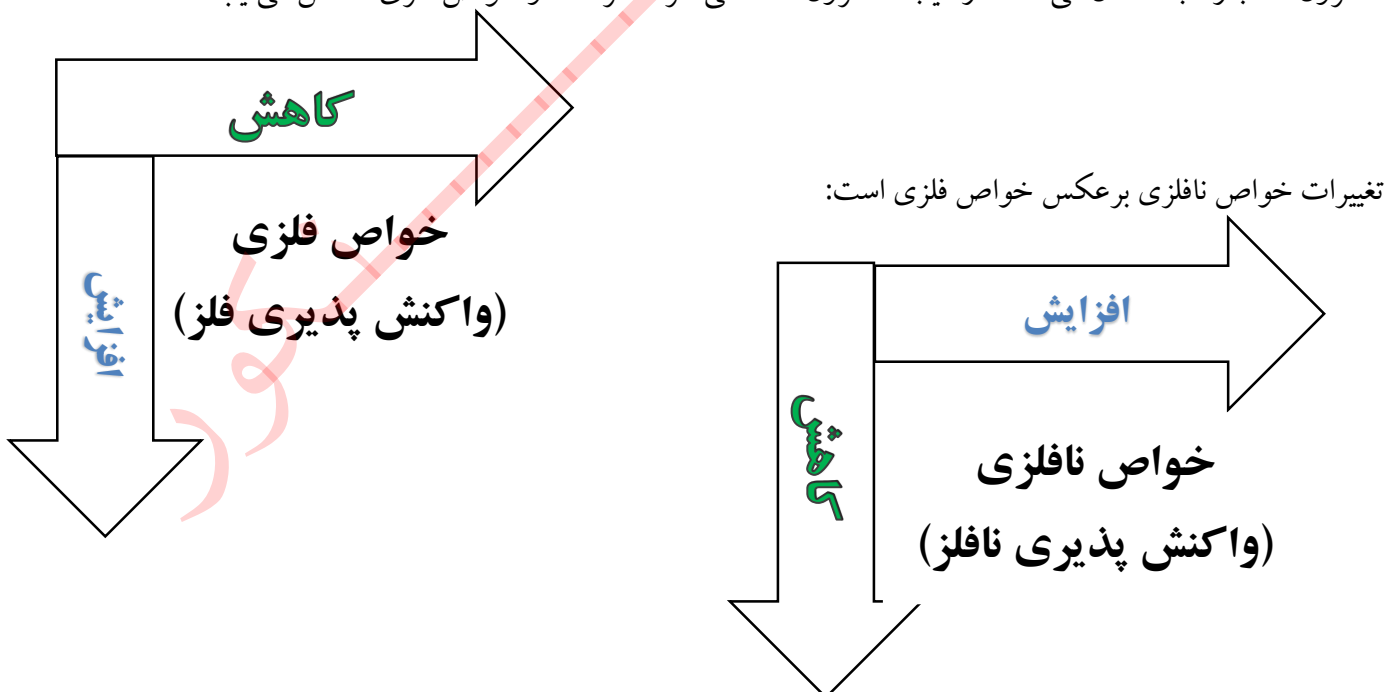 کاهش
افزایش
خواص فلزی
(واکنش پذیری فلز)
تغییرات خواص نافلزی برعکس خواص فلزی است:
افزایش
کاهش
خواص نافلزی
(واکنش پذیری نافلز)